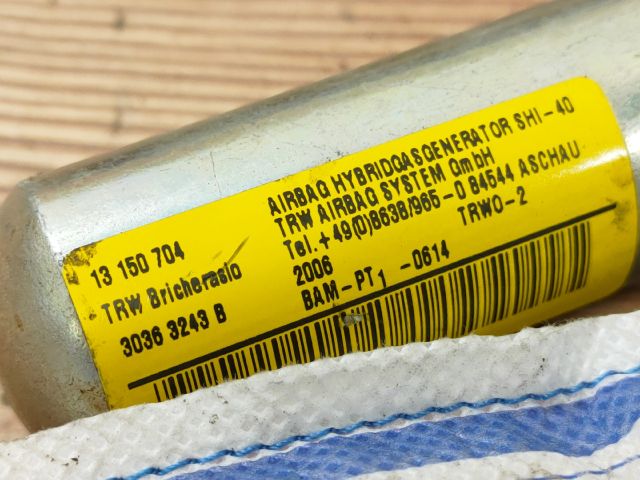 AIRBAG HYBRIDGASGENERATOR SHI-40
TRW AIRBAG SYSTEM GmbH
Tel.+49(0)8638/965-0 84544 ASCHAU
2006 TRWO-2
BAM-PT1 -0614
13 150 704
TRW Bricherasio
3036 3243 B